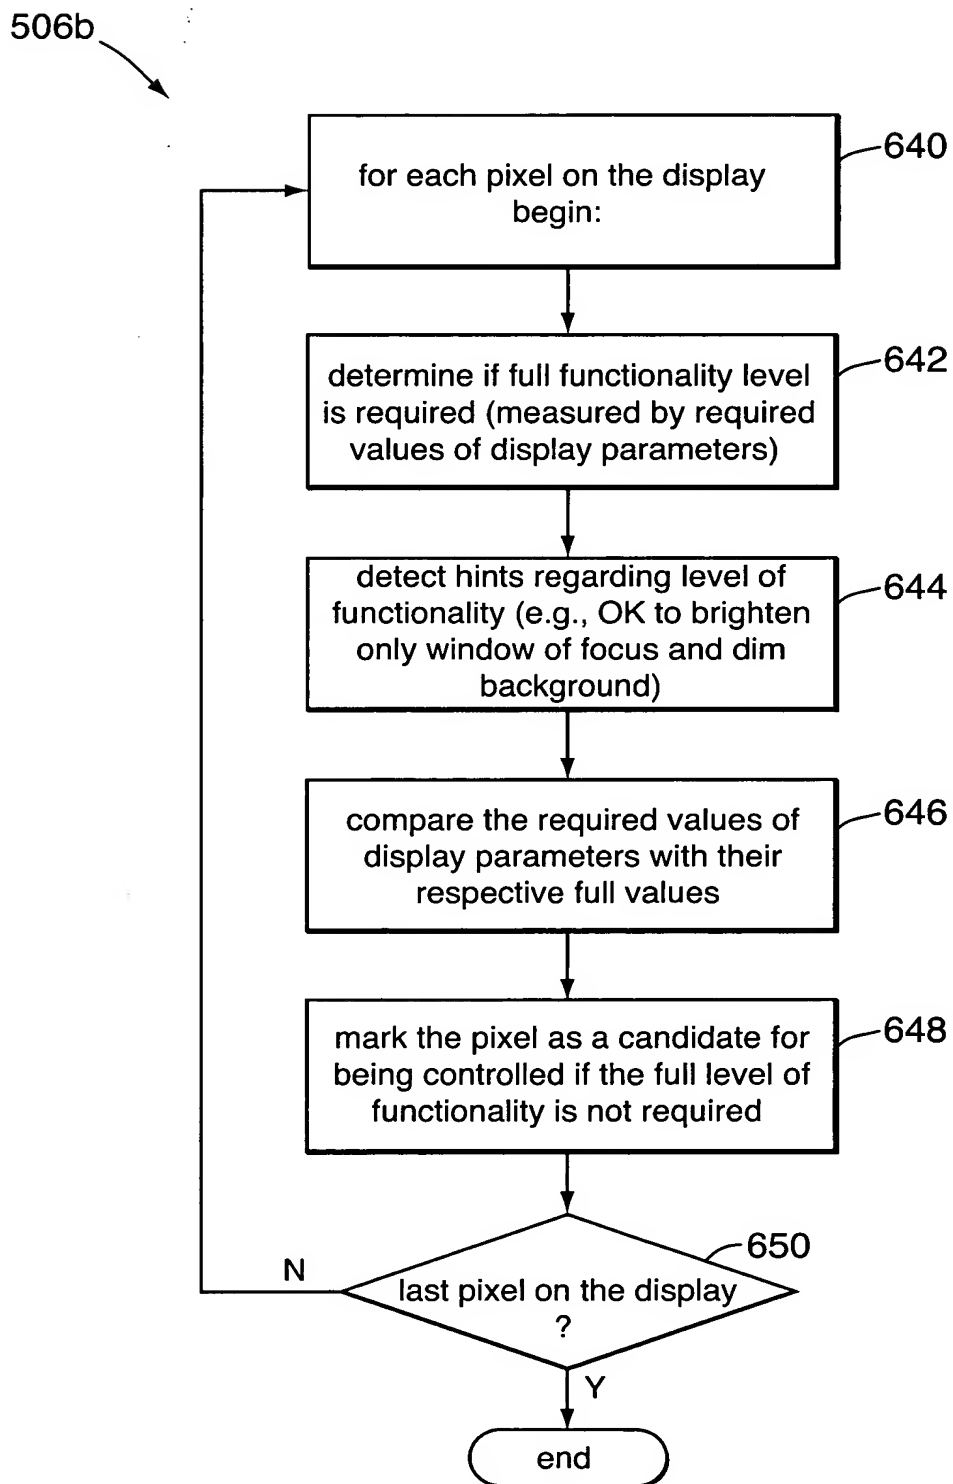 506b
for each pixel on the display
begin:
640
determine if full functionality level
is required (measured by required
values of display parameters)
642
detect hints regarding level of
functionality (e.g., OK to brighten
only window of focus and dim
background)
644
compare the required values of
display parameters with their
respective full values
646
mark the pixel as a candidate for
being controlled if the full level of
functionality is not required
648
650
N
last pixel on the display
?
Y
end